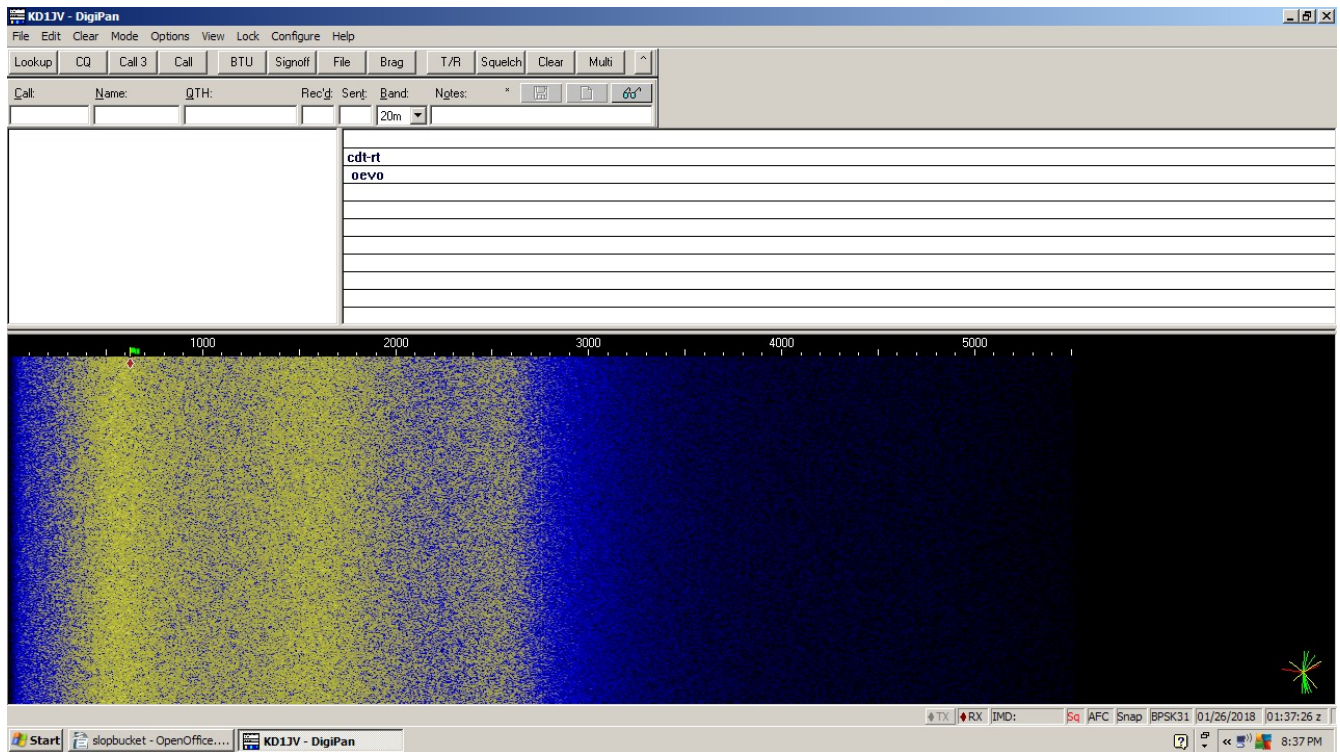 KD1JV - DigiPan
File Edit Clear Mode Options View Lock Configure Help
Lookup CQ Call 3 Call BTU Signoff File Brag T/R Squelch Clear Multi ^
Call: Name: QTH: Rec'd: Sent: Band: Notes: *
20m
cdt-rt
oevo
1000 2000 3000 4000 5000
TX RX IMD: Sq AFC Snap BPSK31 01/26/2018 01:37:26 z
Start slopbucket - OpenOffice.... KD1JV - DigiPan ? « 8:37 PM